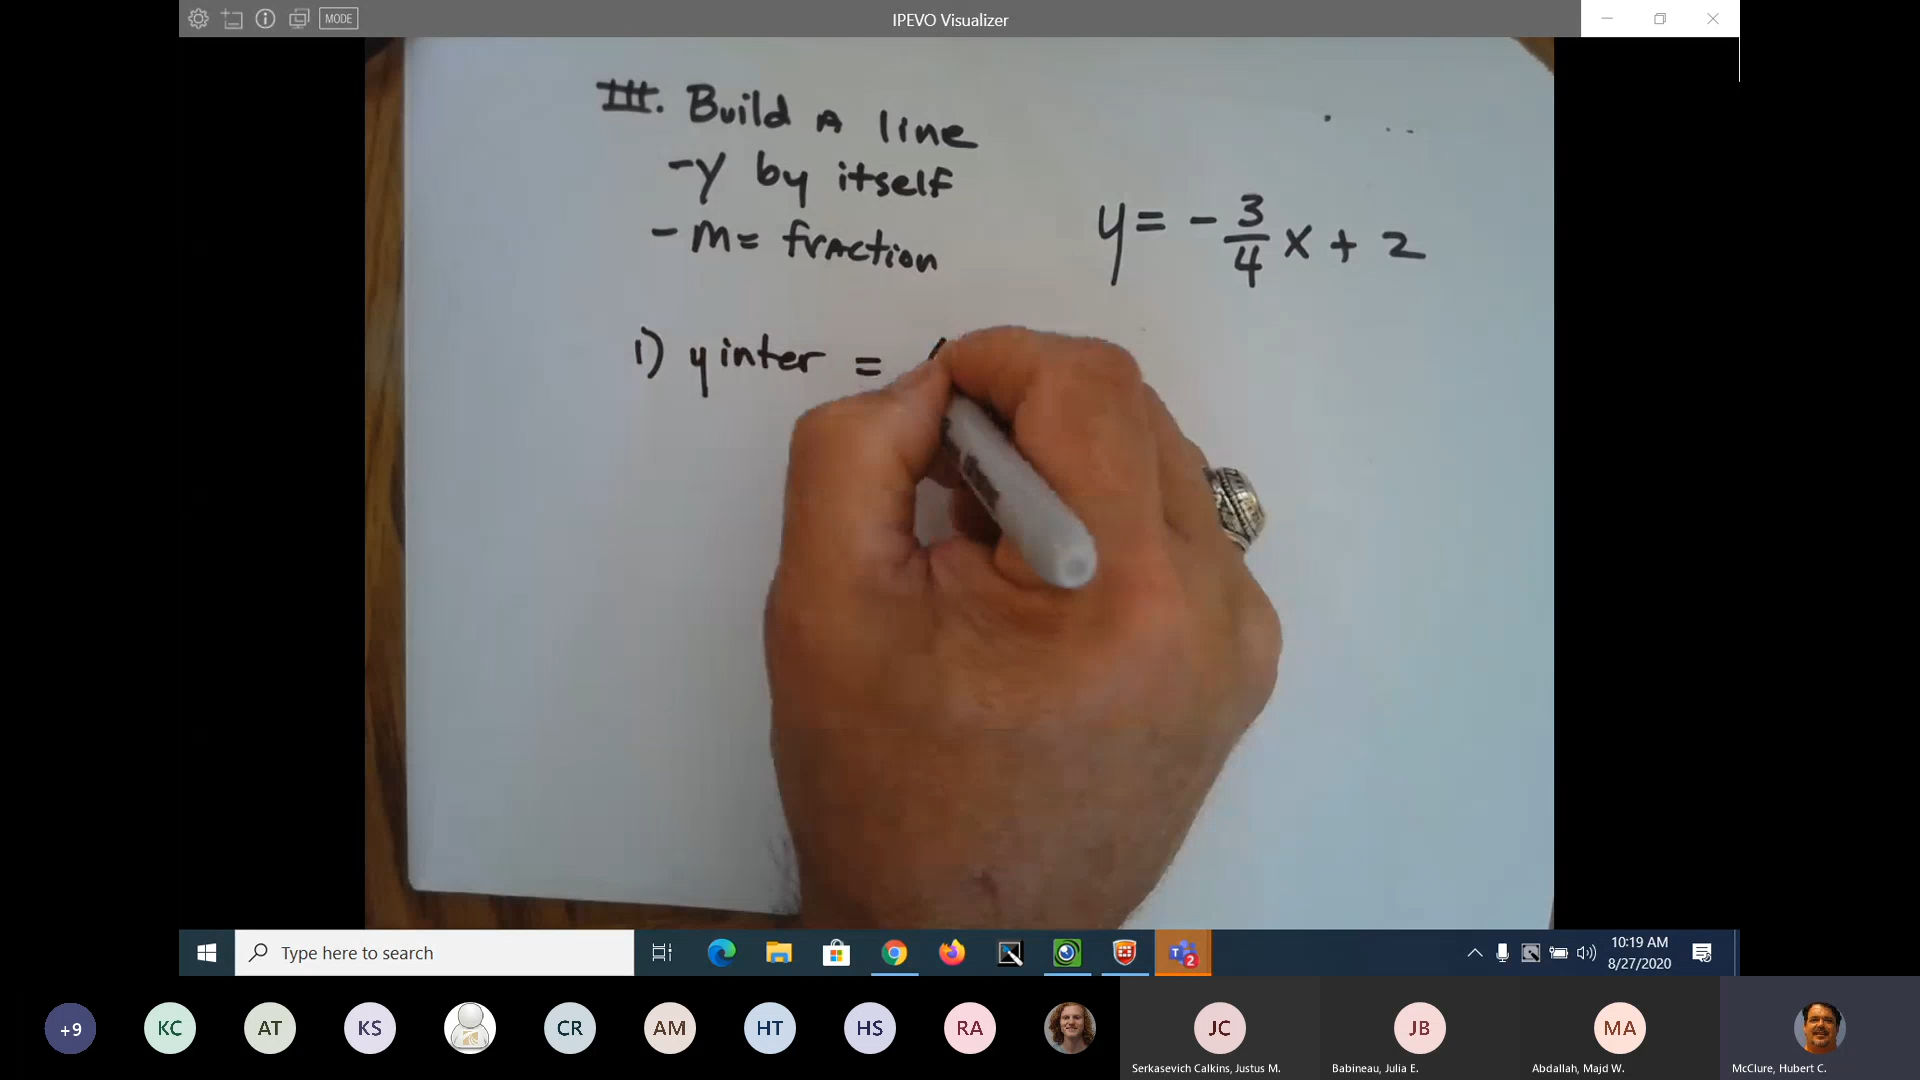 MODE
IPEVO Visualizer
III. Build A line
-y by itself
- m= fraction
y= - 3/4 x + 2
1) y inter = (
Type here to search
2
10:19 AM
8/27/2020
+9
KC
AT
KS
CR
AM
HT
HS
RA
JC
JB
MA
Serkasevich Calkins, Justus M.
Babineau, Julia E.
Abdallah, Majd W.
McClure, Hubert C.